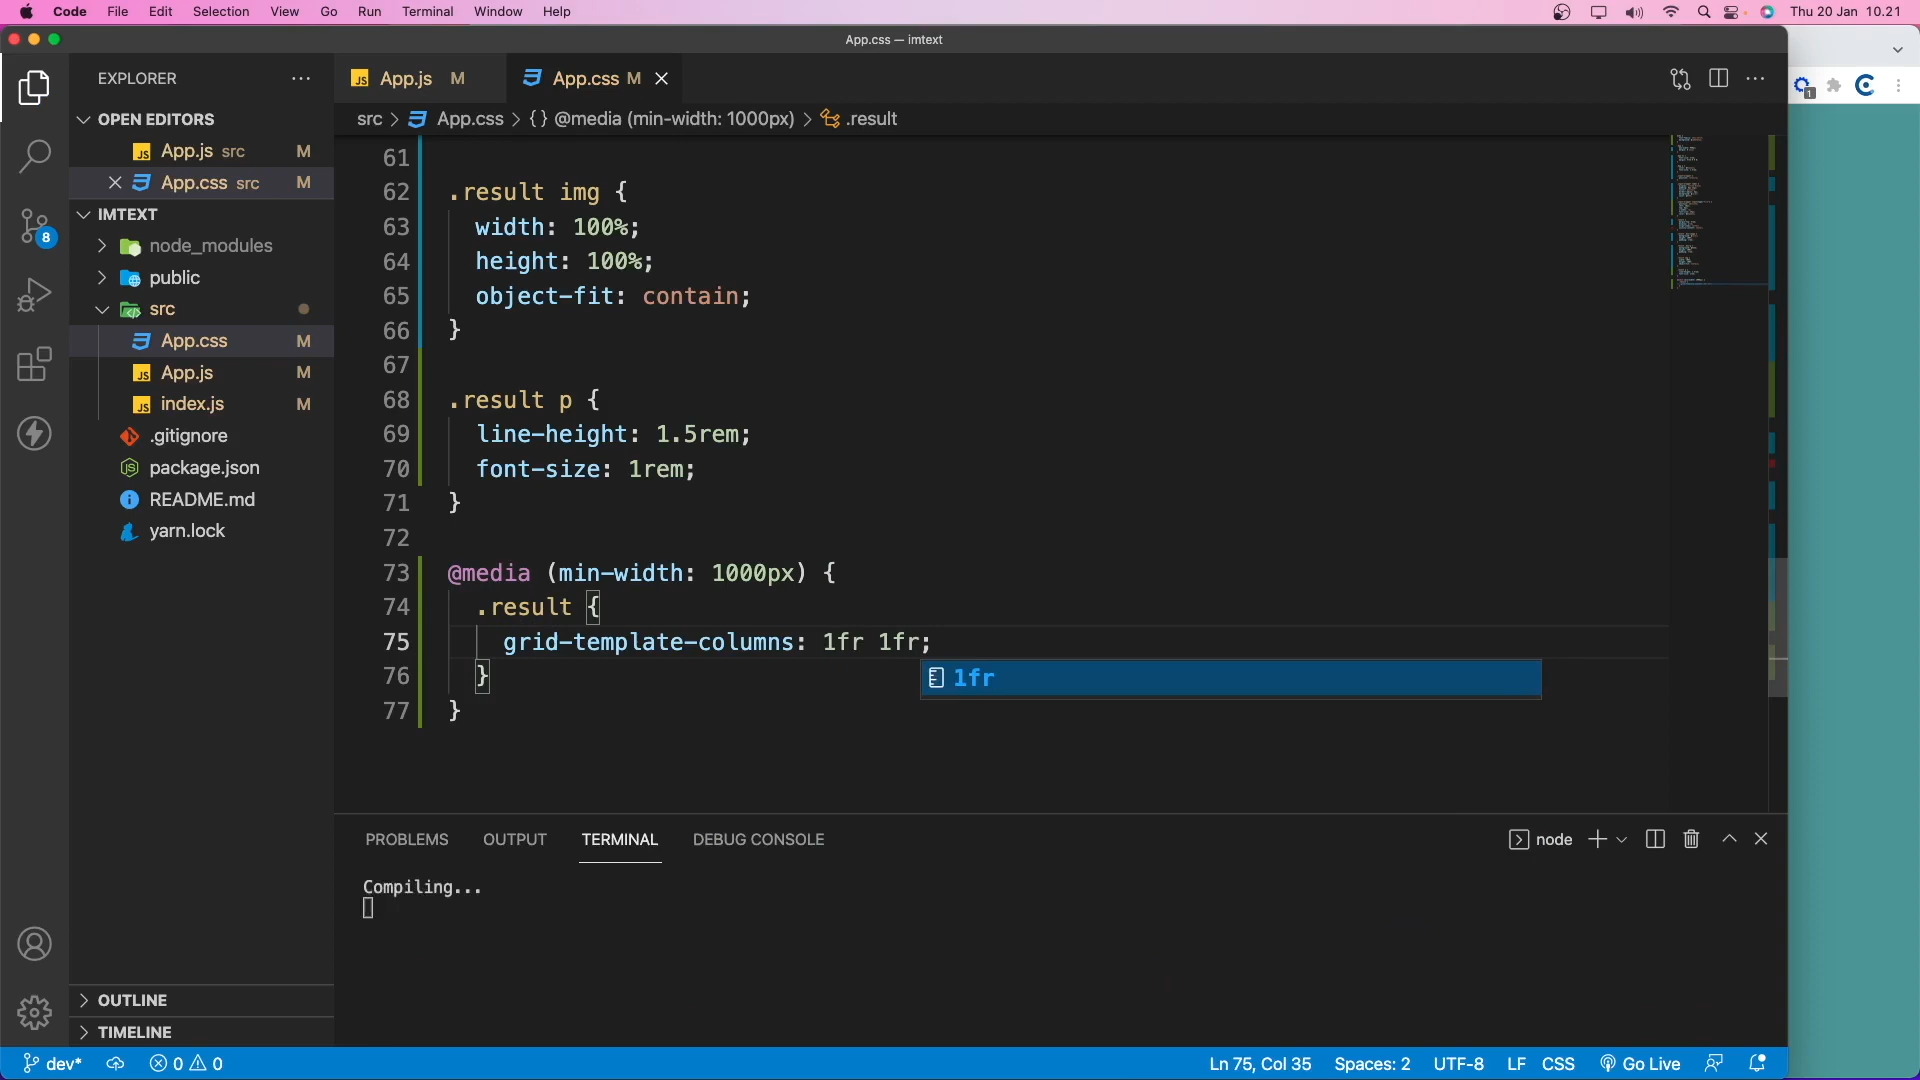 Code File Edit Selection View Go Run Terminal Window Help Thu 20 Jan 10.21
App.css — imtext
EXPLORER
OPEN EDITORS
JS App.js src M
App.css src M
IMTEXT
node_modules
public
src
App.css M
JS App.js M
JS index.js M
.gitignore
package.json
README.md
yarn.lock
OUTLINE
TIMELINE
8
JS App.js M App.css M
src > App.css > {} @media (min-width: 1000px) > .result
61
62 .result img {
63 width: 100%;
64 height: 100%;
65 object-fit: contain;
66 }
67
68 .result p {
69 line-height: 1.5rem;
70 font-size: 1rem;
71 }
72
73 @media (min-width: 1000px) {
74 .result {
75 grid-template-columns: 1fr 1fr;
76 }
1fr
77 }
PROBLEMS OUTPUT TERMINAL DEBUG CONSOLE node
Compiling...
dev* 0 0 Ln 75, Col 35 Spaces: 2 UTF-8 LF CSS Go Live
1